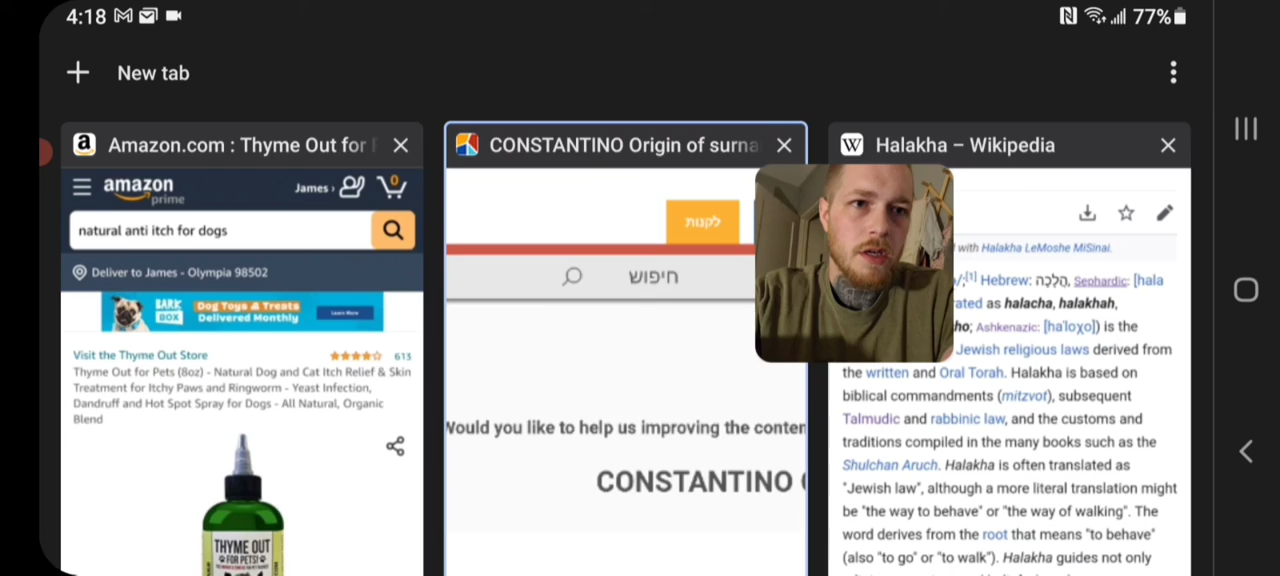 4:18
77%
New tab
Amazon.com : Thyme Out for
amazon
prime
James ›
0
natural anti itch for dogs
Deliver to James - Olympia 98502
BARK
BOX
Dog Toys & Treats
Delivered Monthly
Learn More
Visit the Thyme Out Store
613
Thyme Out for Pets (8oz) - Natural Dog and Cat Itch Relief & Skin
Treatment for Itchy Paws and Ringworm - Yeast Infection,
Dandruff and Hot Spot Spray for Dogs - All Natural, Organic
Blend
THYME OUT
FOR PETS!
CONSTANTINO Origin of surna
לקנות
חיפוש
Would you like to help us improving the conten
CONSTANTINO
W Halakha – Wikipedia
with Halakha LeMoshe MiSinai.
/;[1] Hebrew: הֲלָכָה, Sephardic: [hala
rated as halacha, halakhah,
ho; Ashkenazic: [ha'loχo]) is the
Jewish religious laws derived from
the written and Oral Torah. Halakha is based on
biblical commandments (mitzvot), subsequent
Talmudic and rabbinic law, and the customs and
traditions compiled in the many books such as the
Shulchan Aruch. Halakha is often translated as
"Jewish law", although a more literal translation might
be "the way to behave" or "the way of walking". The
word derives from the root that means "to behave"
(also "to go" or "to walk"). Halakha guides not only